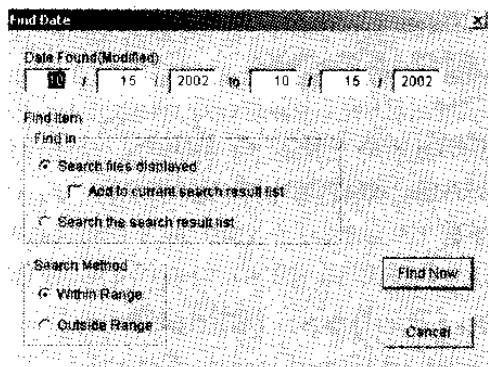 Find Date
Date Found(Modified)
10 / 15 / 2002 to 10 / 15 / 2002
Find Item
Find in
Search files displayed
Add to current search result list
Search the search result list
Search Method
Within Range
Outside Range
Find Now
Cancel